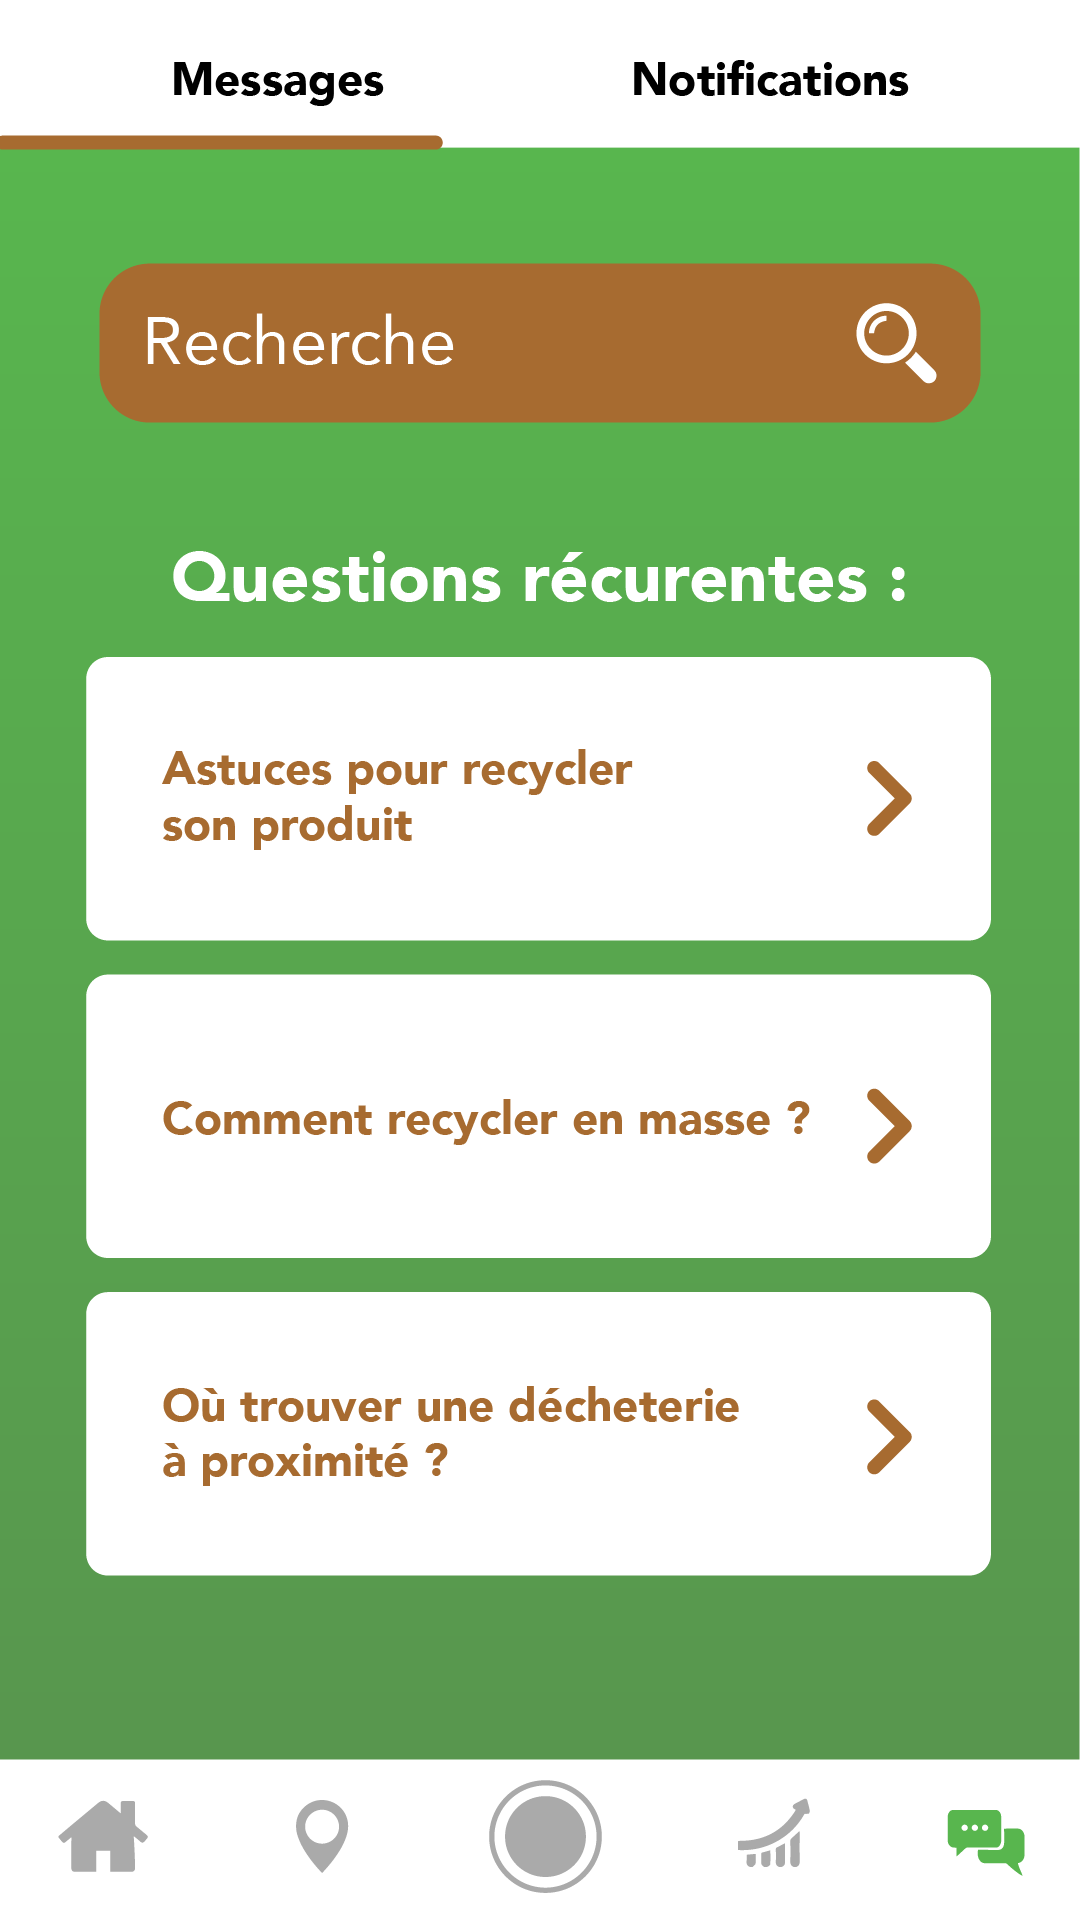 Messages
Notifications
Recherche
Questions récurentes :
Astuces pour recycler
son produit
Comment recycler en masse ?
Où trouver une décheterie
à proximité ?